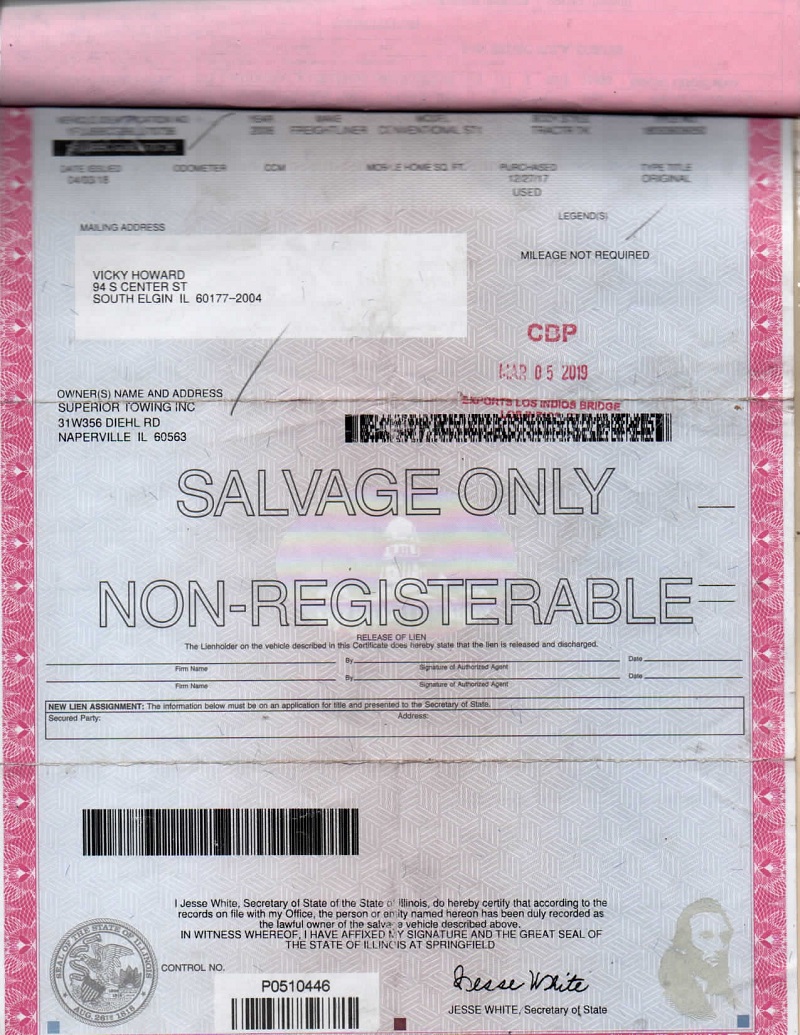 YEAR MAKE MODEL BODY STYLE
FREIGHTLINER CONVENTIONAL
DATE ISSUED ODOMETER CCM MOBILE HOME SQ. FT. PURCHASED TYPE TITLE
04/03/18 12/27/17 ORIGINAL
USED
LEGEND(S)
MAILING ADDRESS
MILEAGE NOT REQUIRED
VICKY HOWARD
94 S CENTER ST
SOUTH ELGIN IL 60177-2004
CBP
MAR 05 2019
EXPORTS LOS INDIOS BRIDGE
OWNER(S) NAME AND ADDRESS
SUPERIOR TOWING INC
31W356 DIEHL RD
NAPERVILLE IL 60563
SALVAGE ONLY
NON-REGISTERABLE
RELEASE OF LIEN
The Lienholder on the vehicle described in this Certificate does hereby state that the lien is released and discharged.
By Date
Firm Name Signature of Authorized Agent
By Date
Firm Name Signature of Authorized Agent
NEW LIEN ASSIGNMENT: The information below must be on an application for title and presented to the Secretary of State.
Secured Party: Address:
I Jesse White, Secretary of State of the State of Illinois, do hereby certify that according to the
records on file with my Office, the person or entity named hereon has been duly recorded as
the lawful owner of the salvage vehicle described above.
IN WITNESS WHEREOF, I HAVE AFFIXED MY SIGNATURE AND THE GREAT SEAL OF
THE STATE OF ILLINOIS AT SPRINGFIELD
SEAL OF THE STATE OF ILLINOIS
AUG. 26TH 1818
CONTROL NO.
P0510446
Jesse White
JESSE WHITE, Secretary of State